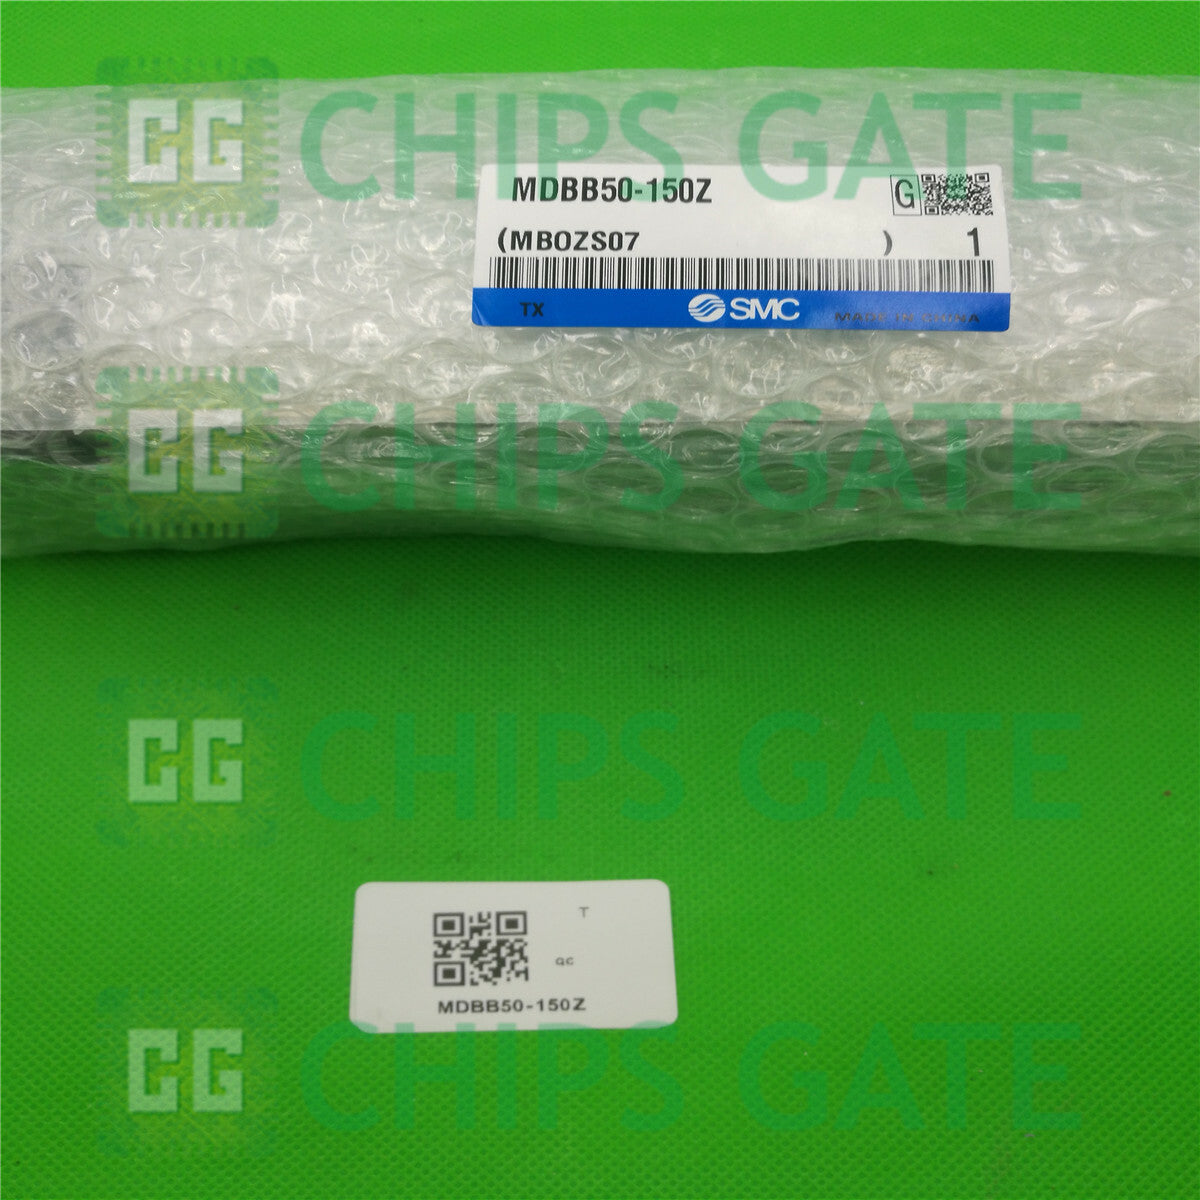 CG CHIPS GATE
MDBB50-150Z
G
(MBOZS07 ) 1
TX SMC MADE IN CHINA
CG CHIPS GATE
CG CHIPS GATE
T
qc
MDBB50-150Z
CG CHIPS GATE